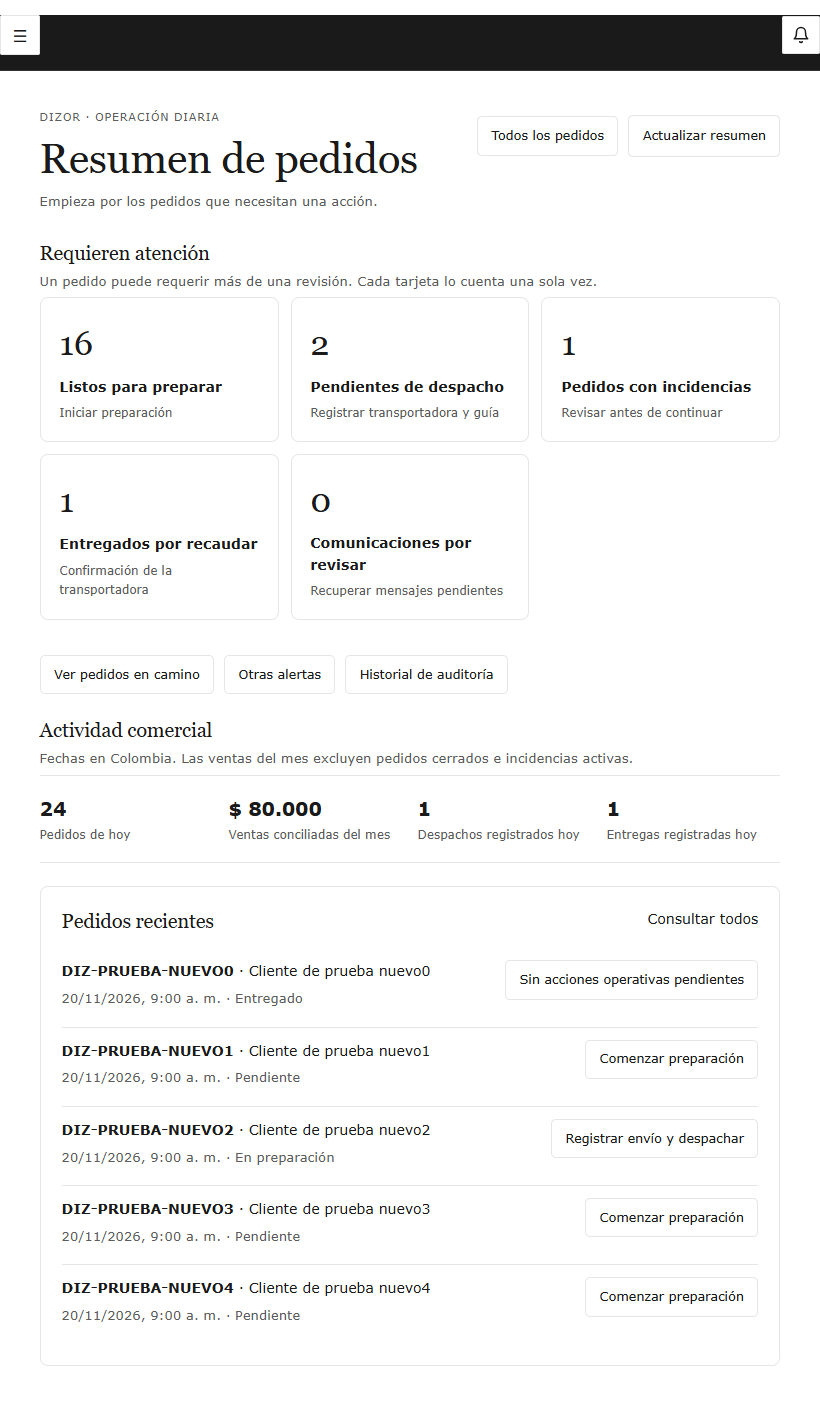 DIZOR · OPERACIÓN DIARIA
Resumen de pedidos
Empieza por los pedidos que necesitan una acción.
Todos los pedidos
Actualizar resumen
Requieren atención
Un pedido puede requerir más de una revisión. Cada tarjeta lo cuenta una sola vez.
16
Listos para preparar
Iniciar preparación
2
Pendientes de despacho
Registrar transportadora y guía
1
Pedidos con incidencias
Revisar antes de continuar
1
Entregados por recaudar
Confirmación de la
transportadora
0
Comunicaciones por
revisar
Recuperar mensajes pendientes
Ver pedidos en camino
Otras alertas
Historial de auditoría
Actividad comercial
Fechas en Colombia. Las ventas del mes excluyen pedidos cerrados e incidencias activas.
24
Pedidos de hoy
$ 80.000
Ventas conciliadas del mes
1
Despachos registrados hoy
1
Entregas registradas hoy
Pedidos recientes
Consultar todos
DIZ-PRUEBA-NUEVO0 · Cliente de prueba nuevo0
20/11/2026, 9:00 a. m. · Entregado
Sin acciones operativas pendientes
DIZ-PRUEBA-NUEVO1 · Cliente de prueba nuevo1
20/11/2026, 9:00 a. m. · Pendiente
Comenzar preparación
DIZ-PRUEBA-NUEVO2 · Cliente de prueba nuevo2
20/11/2026, 9:00 a. m. · En preparación
Registrar envío y despachar
DIZ-PRUEBA-NUEVO3 · Cliente de prueba nuevo3
20/11/2026, 9:00 a. m. · Pendiente
Comenzar preparación
DIZ-PRUEBA-NUEVO4 · Cliente de prueba nuevo4
20/11/2026, 9:00 a. m. · Pendiente
Comenzar preparación